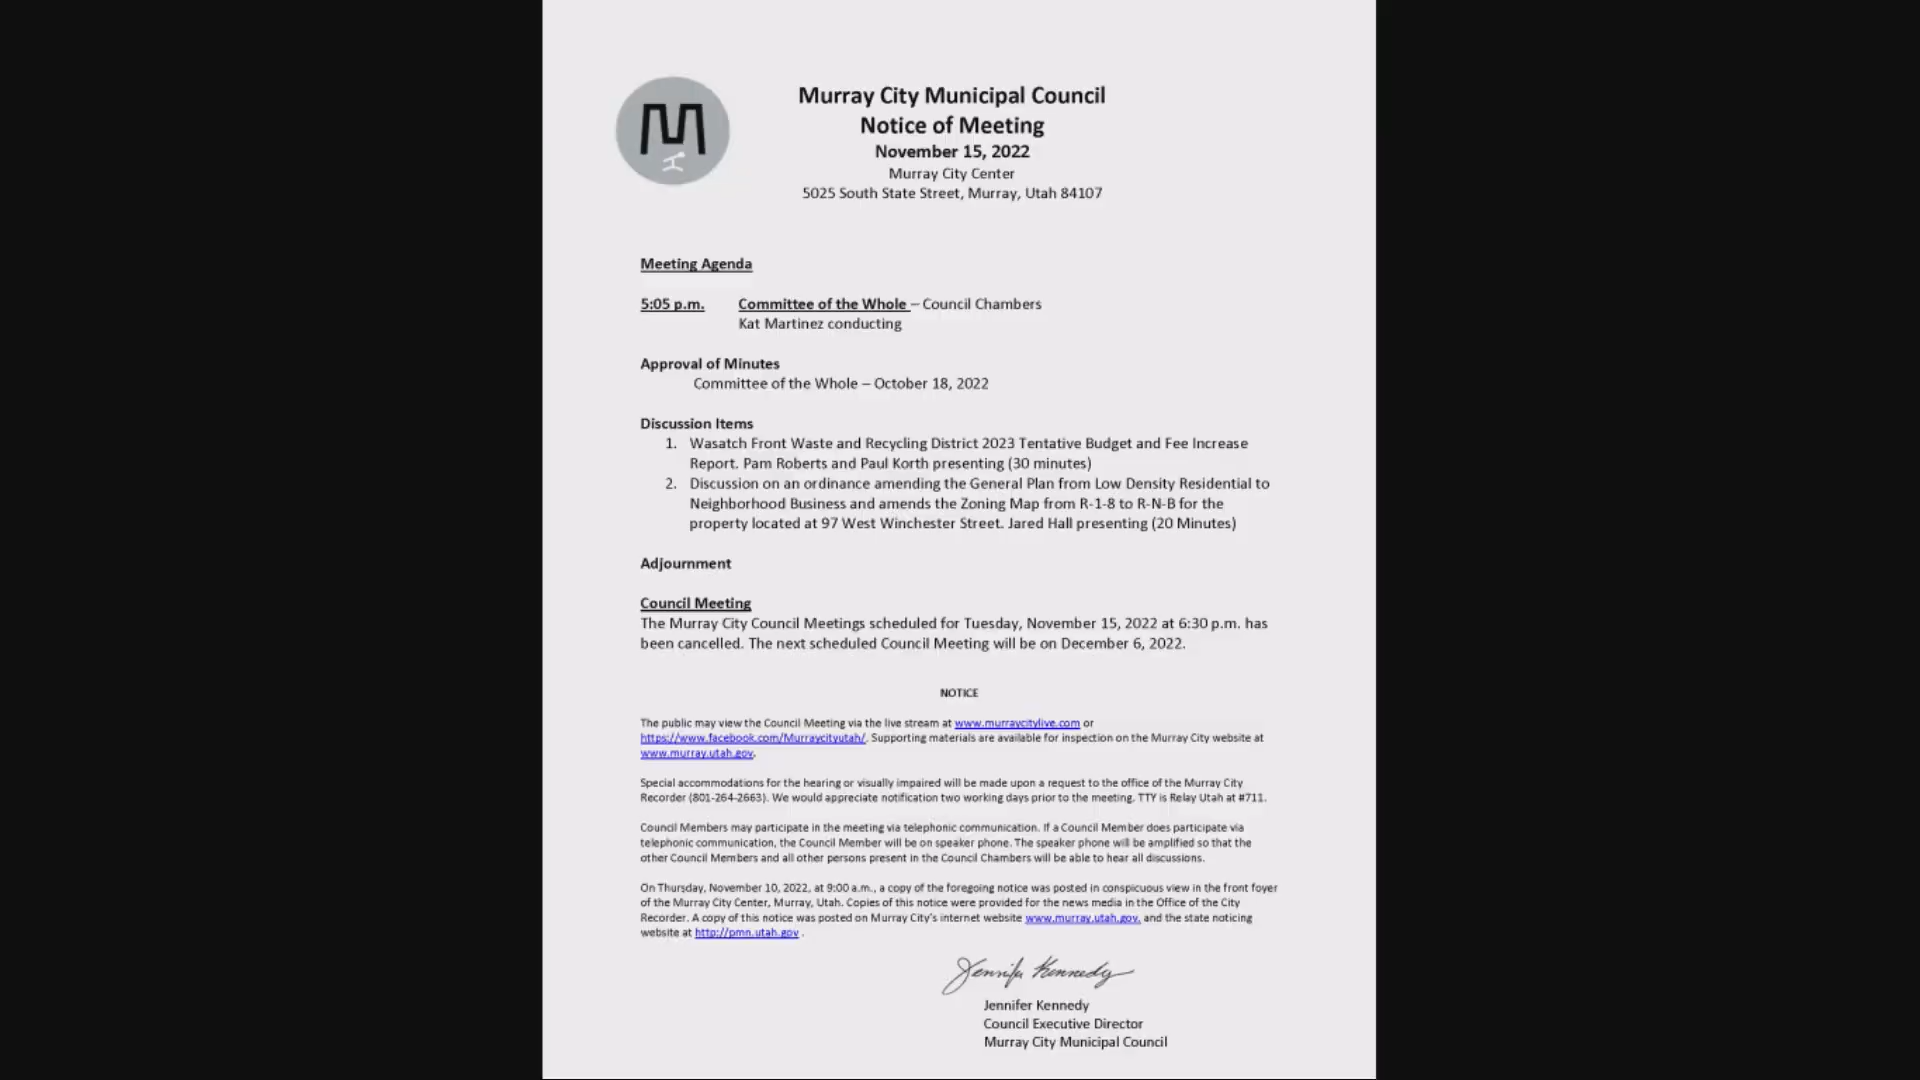 M
Murray City Municipal Council
Notice of Meeting
November 15, 2022
Murray City Center
5025 South State Street, Murray, Utah 84107
Meeting Agenda
5:05 p.m. Committee of the Whole – Council Chambers
Kat Martinez conducting
Approval of Minutes
Committee of the Whole – October 18, 2022
Discussion Items
1. Wasatch Front Waste and Recycling District 2023 Tentative Budget and Fee Increase
Report. Pam Roberts and Paul Korth presenting (30 minutes)
2. Discussion on an ordinance amending the General Plan from Low Density Residential to
Neighborhood Business and amends the Zoning Map from R-1-8 to R-N-B for the
property located at 97 West Winchester Street. Jared Hall presenting (20 Minutes)
Adjournment
Council Meeting
The Murray City Council Meetings scheduled for Tuesday, November 15, 2022 at 6:30 p.m. has
been cancelled. The next scheduled Council Meeting will be on December 6, 2022.
NOTICE
The public may view the Council Meeting via the live stream at www.murraycitylive.com or
https://www.facebook.com/Murraycityutah/. Supporting materials are available for inspection on the Murray City website at
www.murray.utah.gov.
Special accommodations for the hearing or visually impaired will be made upon a request to the office of the Murray City
Recorder (801-264-2663). We would appreciate notification two working days prior to the meeting. TTY is Relay Utah at #711.
Council Members may participate in the meeting via telephonic communication. If a Council Member does participate via
telephonic communication, the Council Member will be on speaker phone. The speaker phone will be amplified so that the
other Council Members and all other persons present in the Council Chambers will be able to hear all discussions.
On Thursday, November 10, 2022, at 9:00 a.m., a copy of the foregoing notice was posted in conspicuous view in the front foyer
of the Murray City Center, Murray, Utah. Copies of this notice were provided for the news media in the Office of the City
Recorder. A copy of this notice was posted on Murray City's internet website www.murray.utah.gov. and the state noticing
website at http://pmn.utah.gov .
Jennifer Kennedy
Jennifer Kennedy
Council Executive Director
Murray City Municipal Council